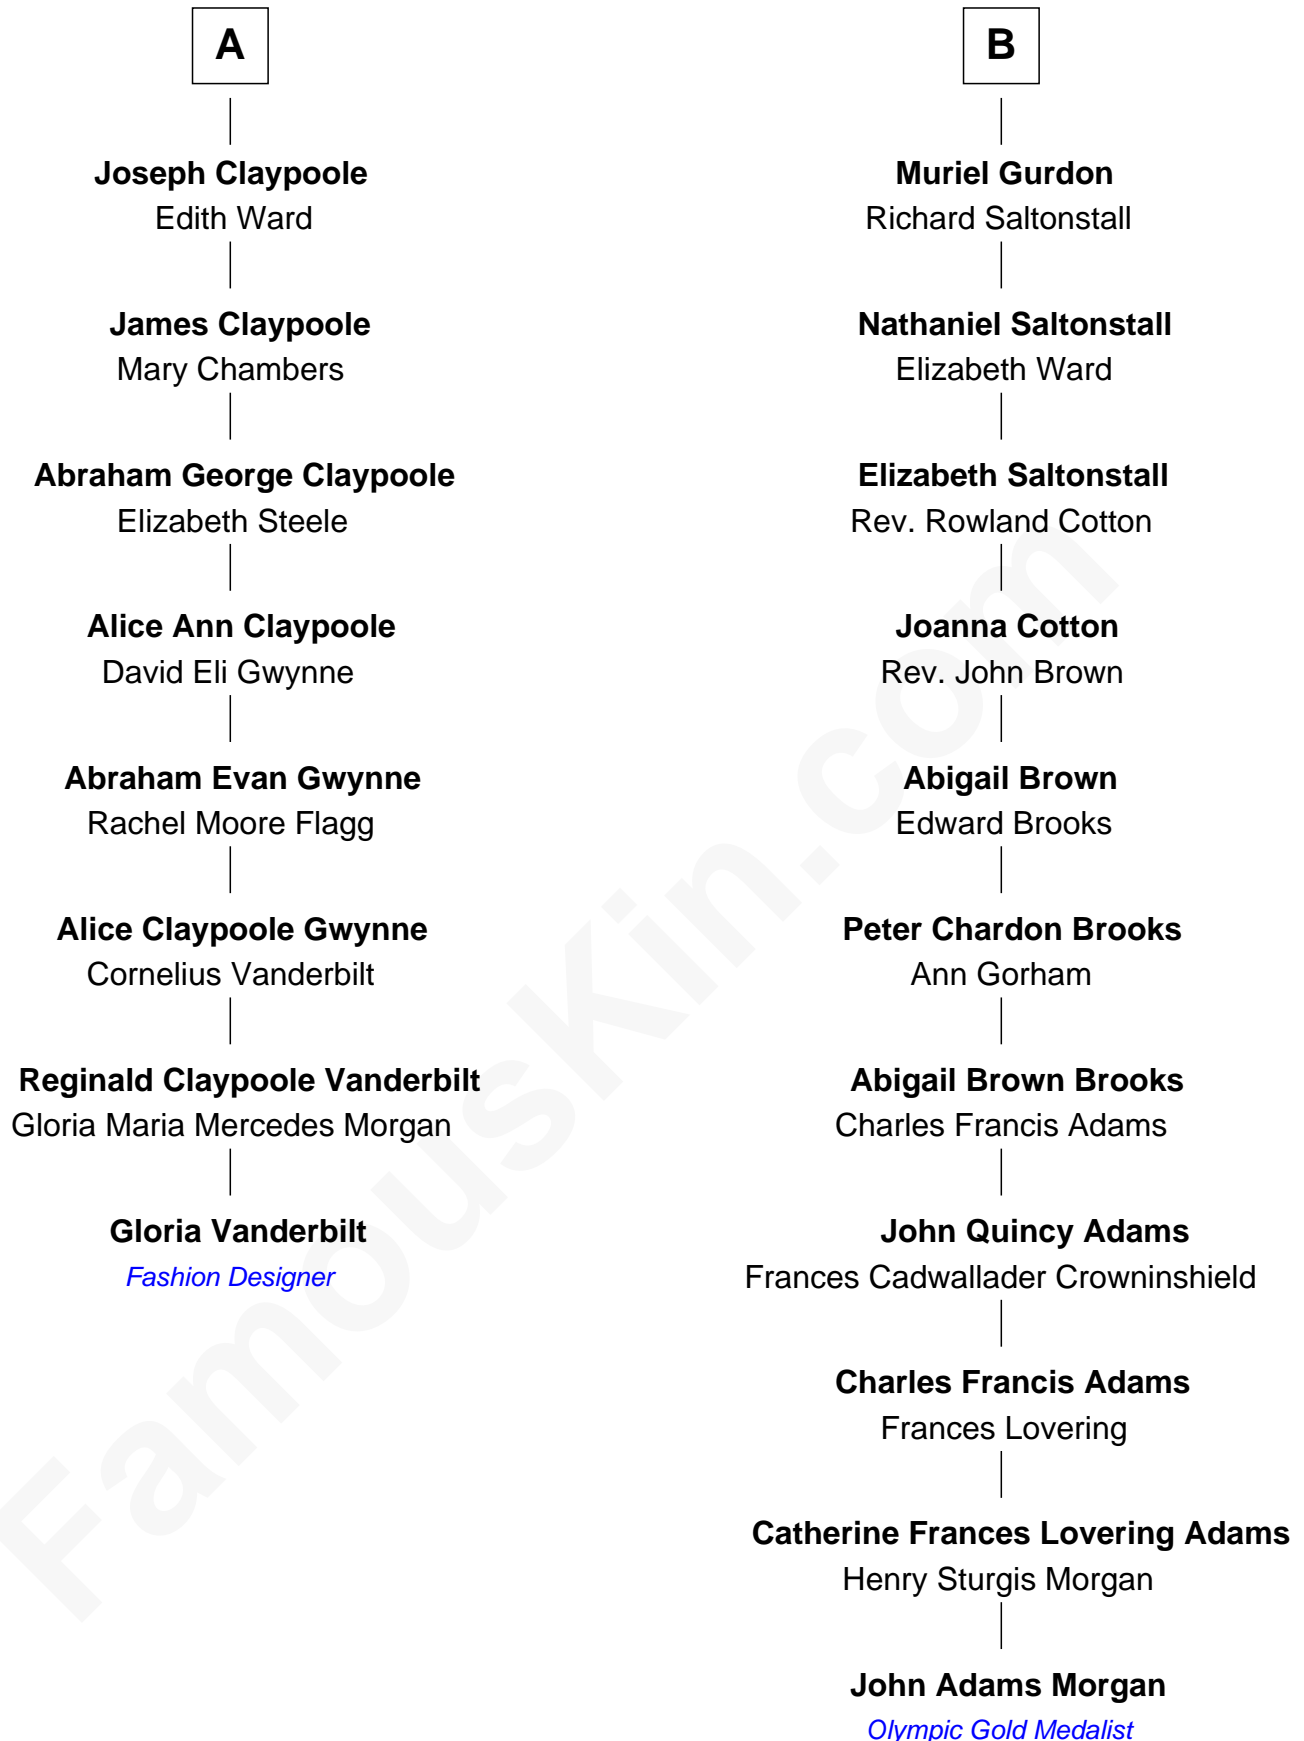 A
Joseph Claypoole
Edith Ward
James Claypoole
Mary Chambers
Abraham George Claypoole
Elizabeth Steele
Alice Ann Claypoole
David Eli Gwynne
Abraham Evan Gwynne
Rachel Moore Flagg
Alice Claypoole Gwynne
Cornelius Vanderbilt
Reginald Claypoole Vanderbilt
Gloria Maria Mercedes Morgan
Gloria Vanderbilt
Fashion Designer
B
Muriel Gurdon
Richard Saltonstall
Nathaniel Saltonstall
Elizabeth Ward
Elizabeth Saltonstall
Rev. Rowland Cotton
Joanna Cotton
Rev. John Brown
Abigail Brown
Edward Brooks
Peter Chardon Brooks
Ann Gorham
Abigail Brown Brooks
Charles Francis Adams
John Quincy Adams
Frances Cadwallader Crowninshield
Charles Francis Adams
Frances Lovering
Catherine Frances Lovering Adams
Henry Sturgis Morgan
John Adams Morgan
Olympic Gold Medalist
FamousKin.com